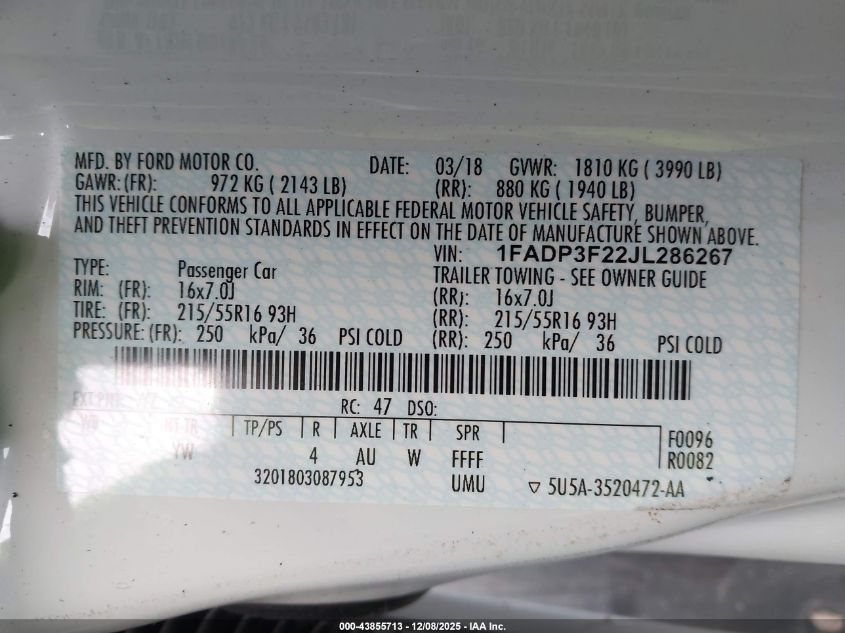 MFD. BY FORD MOTOR CO. DATE: 03/18 GVWR: 1810 KG ( 3990 LB)
GAWR: (FR): 972 KG ( 2143 LB) (RR): 880 KG ( 1940 LB)
THIS VEHICLE CONFORMS TO ALL APPLICABLE FEDERAL MOTOR VEHICLE SAFETY, BUMPER,
AND THEFT PREVENTION STANDARDS IN EFFECT ON THE DATE OF MANUFACTURE SHOWN ABOVE.
VIN: 1FADP3F22JL286267
TYPE: Passenger Car TRAILER TOWING - SEE OWNER GUIDE
RIM: (FR): 16x7.0J (RR): 16x7.0J
TIRE: (FR): 215/55R16 93H (RR): 215/55R16 93H
PRESSURE: (FR): 250 kPa/ 36 PSI COLD (RR): 250 kPa/ 36 PSI COLD
EXT PNT:
RC: 47 DSO:
INT TR TP/PS R AXLE TR SPR F0096
YW 4 AU W FFFF R0082
3201803087953 UMU ▽ 5U5A-3520472-AA
000-43855713 - 12/08/2025 - IAA Inc.